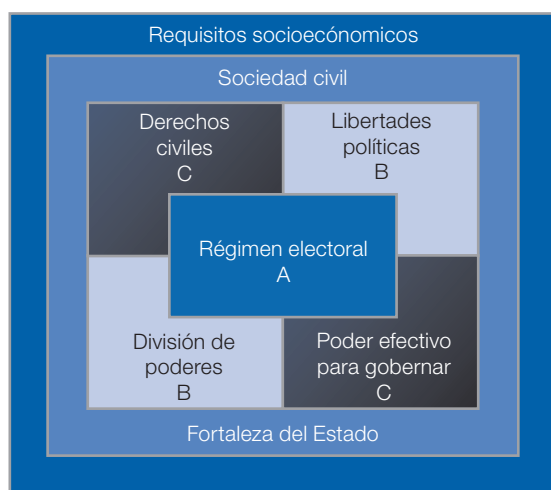 Requisitos socioecónomicos
Sociedad civil
Derechos
civiles
C
Libertades
políticas
B
Régimen electoral
A
División de
poderes
B
Poder efectivo
para gobernar
C
Fortaleza del Estado